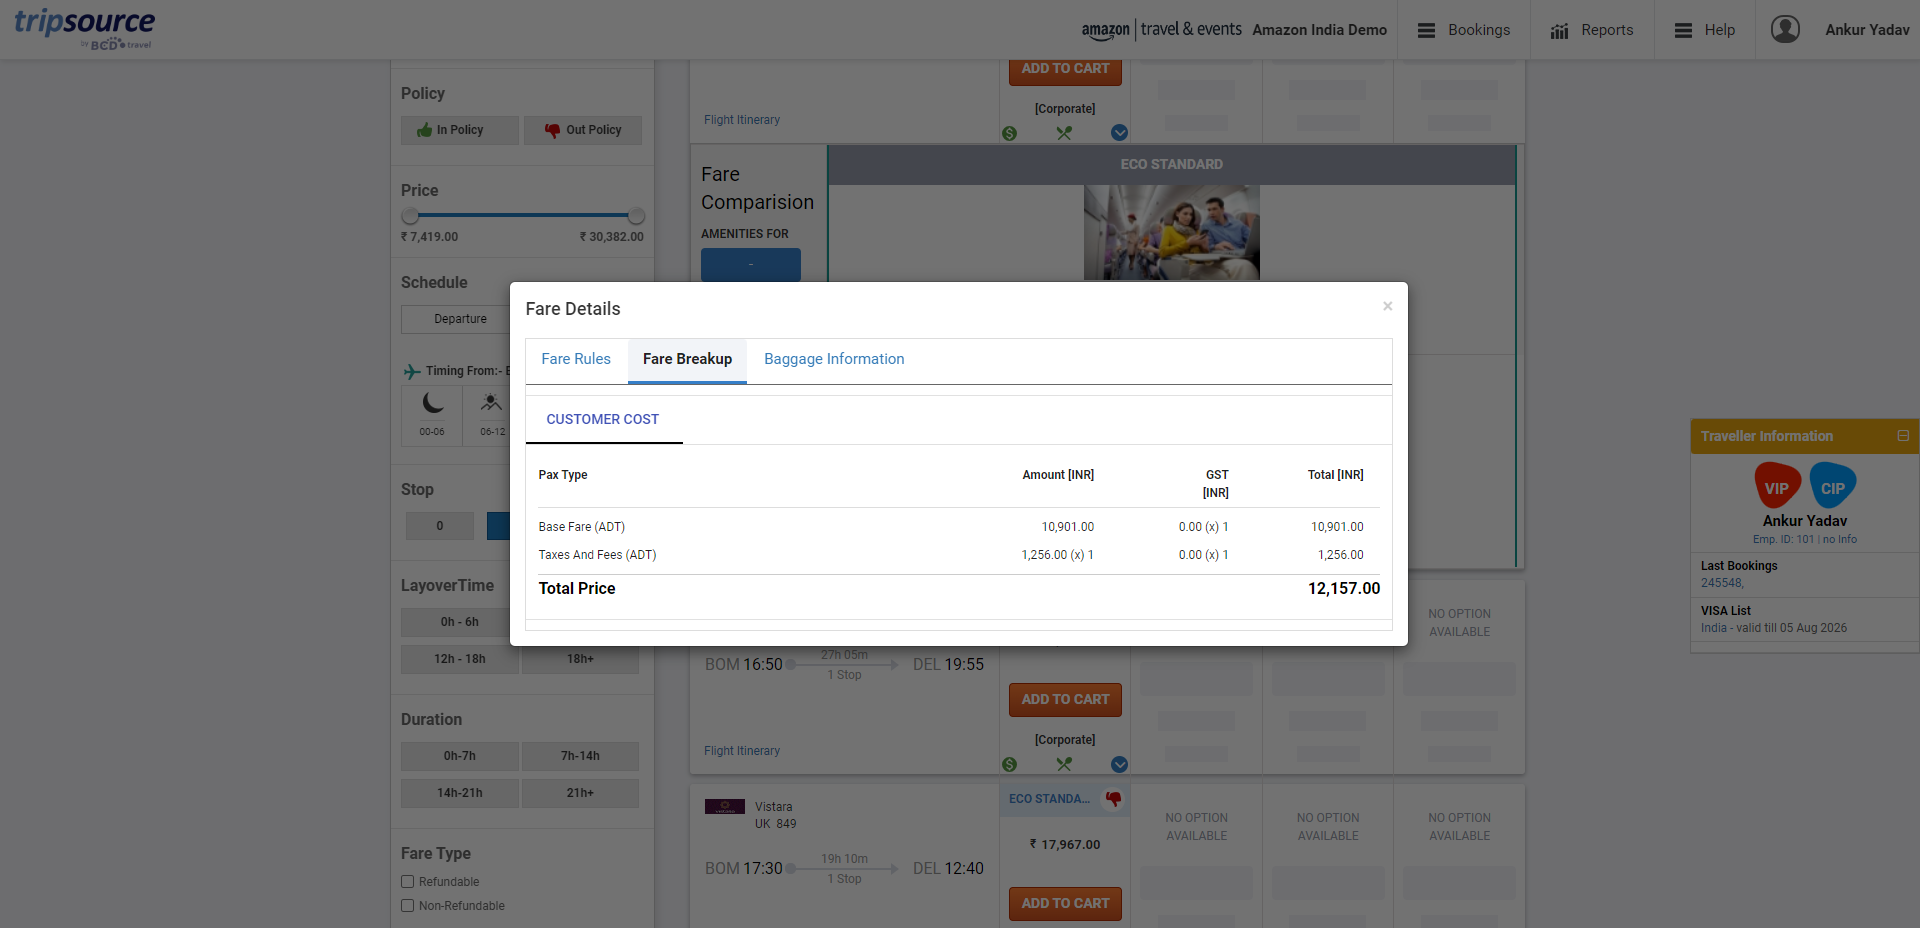 tripsource
by BCD travel
amazon travel & events
Amazon India Demo
Bookings
Reports
Help
Ankur Yadav
Policy
In Policy
Out Policy
Price
₹ 7,419.00
₹ 30,382.00
Schedule
Departure
Timing From:-
00-06
06-12
Stop
0
LayoverTime
0h - 6h
12h - 18h
18h+
Duration
0h-7h
7h-14h
14h-21h
21h+
Fare Type
Refundable
Non-Refundable
ADD TO CART
[Corporate]
Flight Itinerary
Fare
Comparision
AMENITIES FOR
-
ECO STANDARD
Fare Details
×
Fare Rules
Fare Breakup
Baggage Information
CUSTOMER COST
Pax Type Amount [INR] GST [INR] Total [INR]
Base Fare (ADT) 10,901.00 0.00 (x) 1 10,901.00
Taxes And Fees (ADT) 1,256.00 (x) 1 0.00 (x) 1 1,256.00
Total Price 12,157.00
NO OPTION
AVAILABLE
BOM 16:50
27h 05m
1 Stop
DEL 19:55
ADD TO CART
[Corporate]
Flight Itinerary
Vistara
UK 849
BOM 17:30
19h 10m
1 Stop
DEL 12:40
ECO STANDA...
₹ 17,967.00
ADD TO CART
NO OPTION
AVAILABLE
NO OPTION
AVAILABLE
NO OPTION
AVAILABLE
Traveller Information
VIP
CIP
Ankur Yadav
Emp. ID: 101 | no Info
Last Bookings
245548,
VISA List
India - valid till 05 Aug 2026